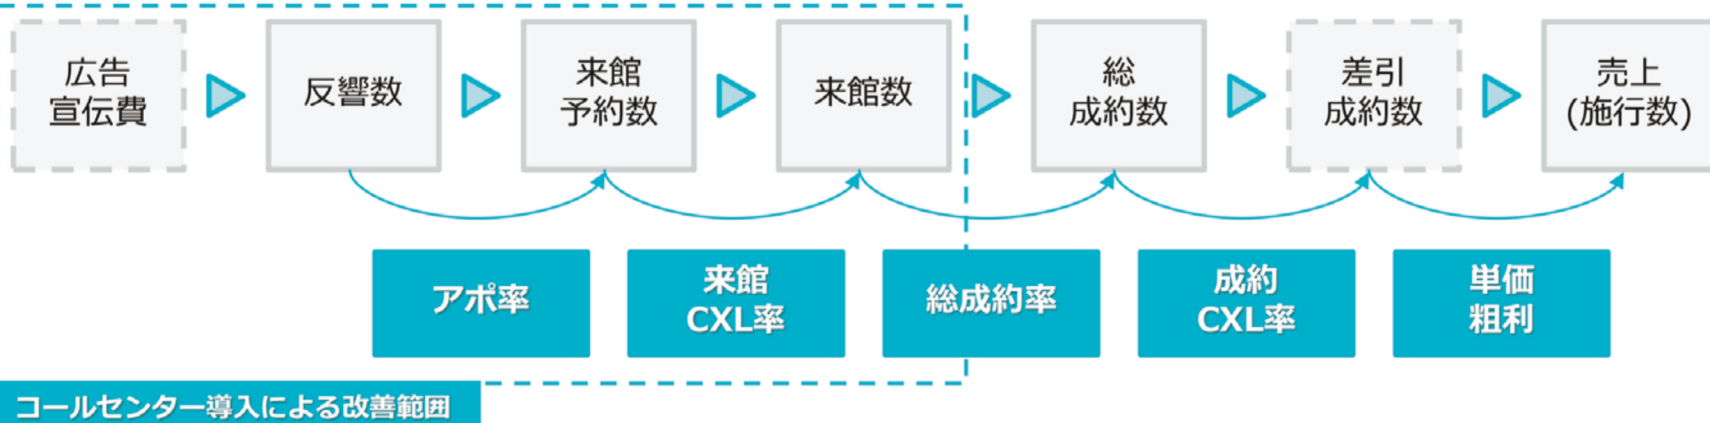 広告
宣伝費
反響数
来館
予約数
来館数
総
成約数
差引
成約数
売上
(施行数)
アポ率
来館
CXL率
総成約率
成約
CXL率
単価
粗利
コールセンター導入による改善範囲